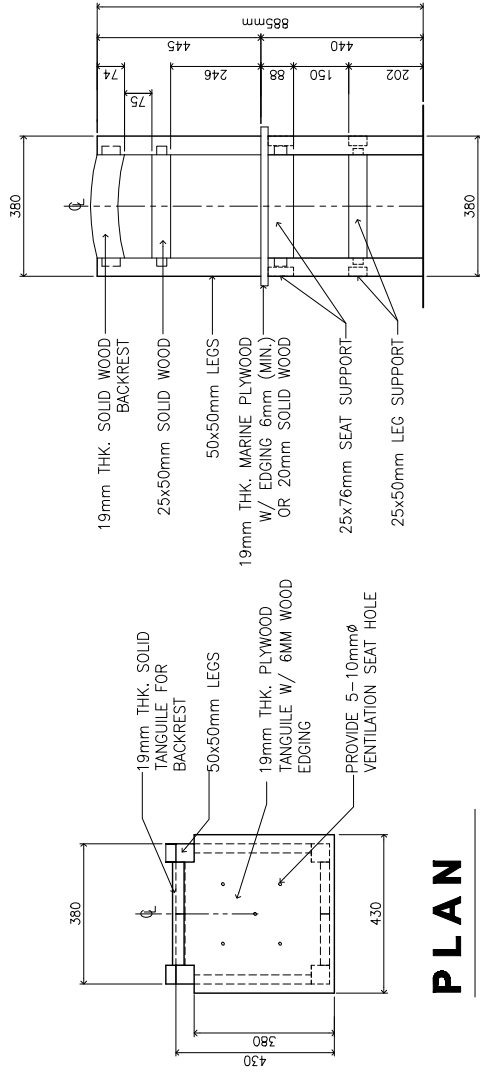 380
C̲L
19mm THK. SOLID
TANGUILE FOR
BACKREST
50x50mm LEGS
19mm THK. PLYWOOD
TANGUILE W/ 6MM WOOD
EDGING
PROVIDE 5-10mmø
VENTILATION SEAT HOLE
430
380
430
PLAN
380
CL
19mm THK. SOLID WOOD
BACKREST
25x50mm SOLID WOOD
50x50mm LEGS
19mm THK. MARINE PLYWOOD
W/ EDGING 6mm (MIN.)
OR 20mm SOLID WOOD
25x76mm SEAT SUPPORT
25x50mm LEG SUPPORT
74
75
246
88
150
202
445
440
885mm
380